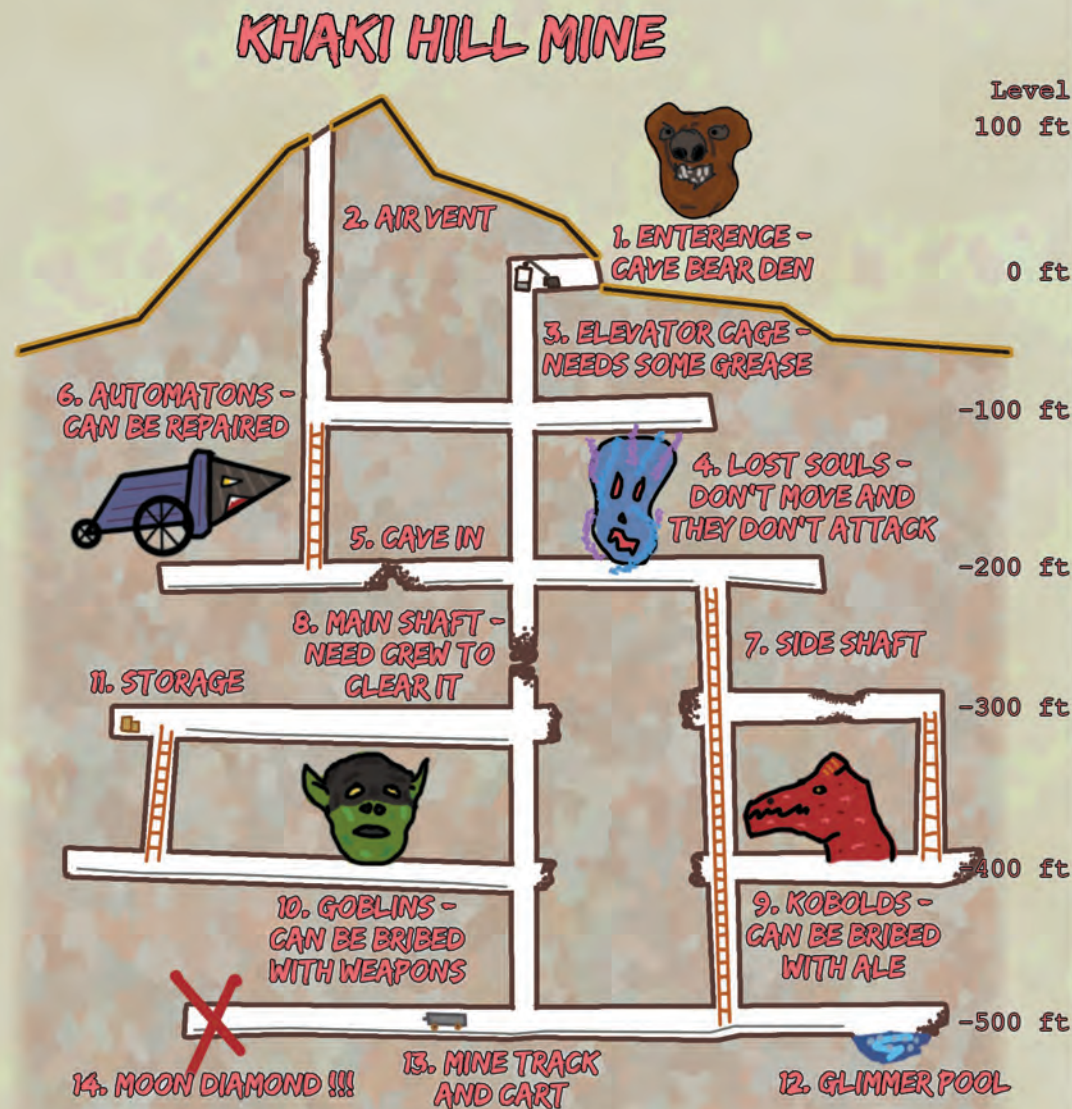 KHAKI HILL MINE
Level
100 ft
2. AIR VENT
1. ENTERENCE -
CAVE BEAR DEN
0 ft
3. ELEVATOR CAGE -
NEEDS SOME GREASE
6. AUTOMATONS -
CAN BE REPAIRED
-100 ft
4. LOST SOULS -
DON'T MOVE AND
THEY DON'T ATTACK
5. CAVE IN
-200 ft
8. MAIN SHAFT -
NEED CREW TO
CLEAR IT
7. SIDE SHAFT
11. STORAGE
-300 ft
-400 ft
10. GOBLINS -
CAN BE BRIBED
WITH WEAPONS
9. KOBOLDS -
CAN BE BRIBED
WITH ALE
-500 ft
14. MOON DIAMOND !!!
13. MINE TRACK
AND CART
12. GLIMMER POOL